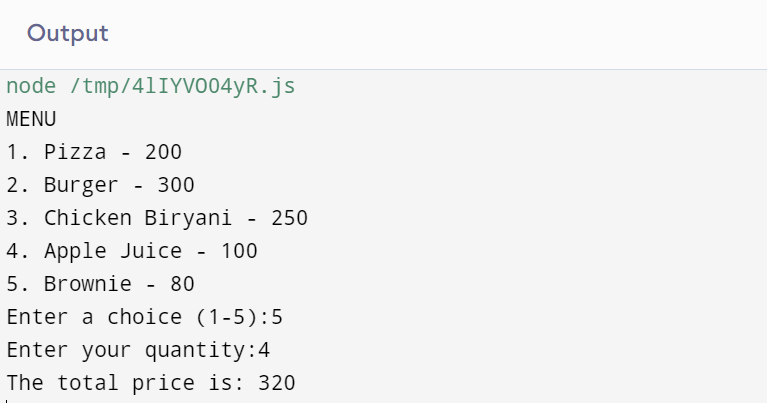 Output
node /tmp/4lIYVOO4yR.js
MENU
1. Pizza - 200
2. Burger - 300
3. Chicken Biryani - 250
4. Apple Juice - 100
5. Brownie - 80
Enter a choice (1-5):5
Enter your quantity:4
The total price is: 320